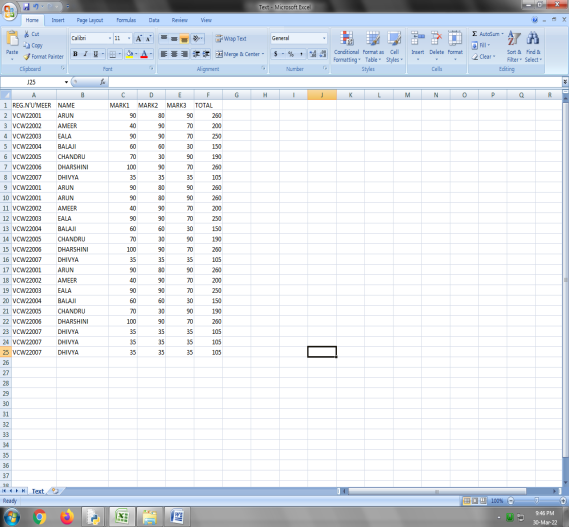 Text - Microsoft Excel
Home Insert Page Layout Formulas Data Review View
Cut
Copy
Format Painter
Paste
Clipboard
Calibri 11
Font
Wrap Text
Merge & Center
Alignment
General
Number
Conditional Formatting Format as Table Cell Styles
Styles
Insert Delete Format
Cells
AutoSum
Fill
Clear
Sort & Filter Find & Select
Editing
J25 fx
A B C D E F G H I J K L M N O P Q R
1 REG.N'U'MEER NAME MARK1 MARK2 MARK3 TOTAL
2 VCW22001 ARUN 90 80 90 260
3 VCW22002 AMEER 40 90 70 200
4 VCW22003 EALA 90 90 70 250
5 VCW22004 BALAJI 60 60 30 150
6 VCW22005 CHANDRU 70 30 90 190
7 VCW22006 DHARSHINI 100 90 70 260
8 VCW22007 DHIVYA 35 35 35 105
9 VCW22001 ARUN 90 80 90 260
10 VCW22001 ARUN 90 80 90 260
11 VCW22002 AMEER 40 90 70 200
12 VCW22003 EALA 90 90 70 250
13 VCW22004 BALAJI 60 60 30 150
14 VCW22005 CHANDRU 70 30 90 190
15 VCW22006 DHARSHINI 100 90 70 260
16 VCW22007 DHIVYA 35 35 35 105
17 VCW22001 ARUN 90 80 90 260
18 VCW22002 AMEER 40 90 70 200
19 VCW22003 EALA 90 90 70 250
20 VCW22004 BALAJI 60 60 30 150
21 VCW22005 CHANDRU 70 30 90 190
22 VCW22006 DHARSHINI 100 90 70 260
23 VCW22007 DHIVYA 35 35 35 105
24 VCW22007 DHIVYA 35 35 35 105
25 VCW22007 DHIVYA 35 35 35 105
26
27
28
29
30
31
32
33
34
35
36
37
38
Text
Ready 100%
9:46 PM
30-Mar-22